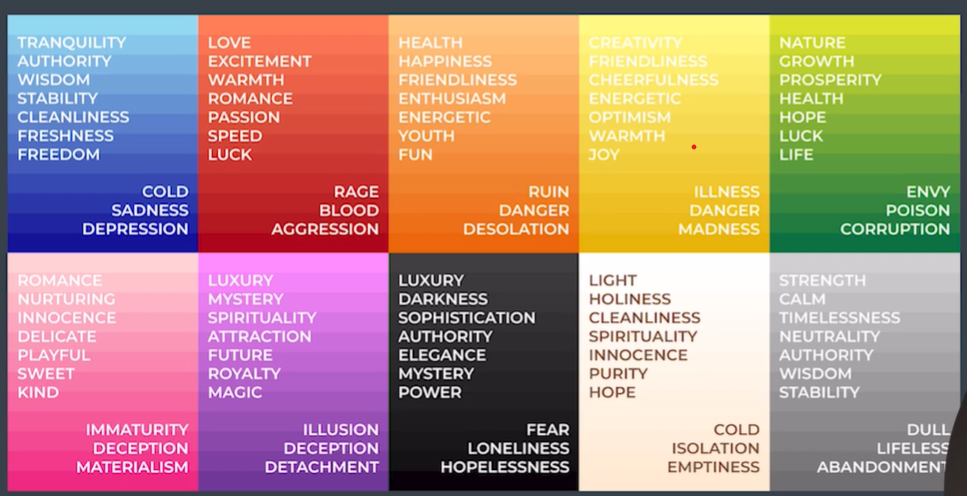 TRANQUILITY
AUTHORITY
WISDOM
STABILITY
CLEANLINESS
FRESHNESS
FREEDOM
COLD
SADNESS
DEPRESSION
LOVE
EXCITEMENT
WARMTH
ROMANCE
PASSION
SPEED
LUCK
RAGE
BLOOD
AGGRESSION
HEALTH
HAPPINESS
FRIENDLINESS
ENTHUSIASM
ENERGETIC
YOUTH
FUN
RUIN
DANGER
DESOLATION
CREATIVITY
FRIENDLINESS
CHEERFULNESS
ENERGETIC
OPTIMISM
WARMTH
JOY
ILLNESS
DANGER
MADNESS
NATURE
GROWTH
PROSPERITY
HEALTH
HOPE
LUCK
LIFE
ENVY
POISON
CORRUPTION
ROMANCE
NURTURING
INNOCENCE
DELICATE
PLAYFUL
SWEET
KIND
IMMATURITY
DECEPTION
MATERIALISM
LUXURY
MYSTERY
SPIRITUALITY
ATTRACTION
FUTURE
ROYALTY
MAGIC
ILLUSION
DECEPTION
DETACHMENT
LUXURY
DARKNESS
SOPHISTICATION
AUTHORITY
ELEGANCE
MYSTERY
POWER
FEAR
LONELINESS
HOPELESSNESS
LIGHT
HOLINESS
CLEANLINESS
SPIRITUALITY
INNOCENCE
PURITY
HOPE
COLD
ISOLATION
EMPTINESS
STRENGTH
CALM
TIMELESSNESS
NEUTRALITY
AUTHORITY
WISDOM
STABILITY
DULL
LIFELESS
ABANDONMENT